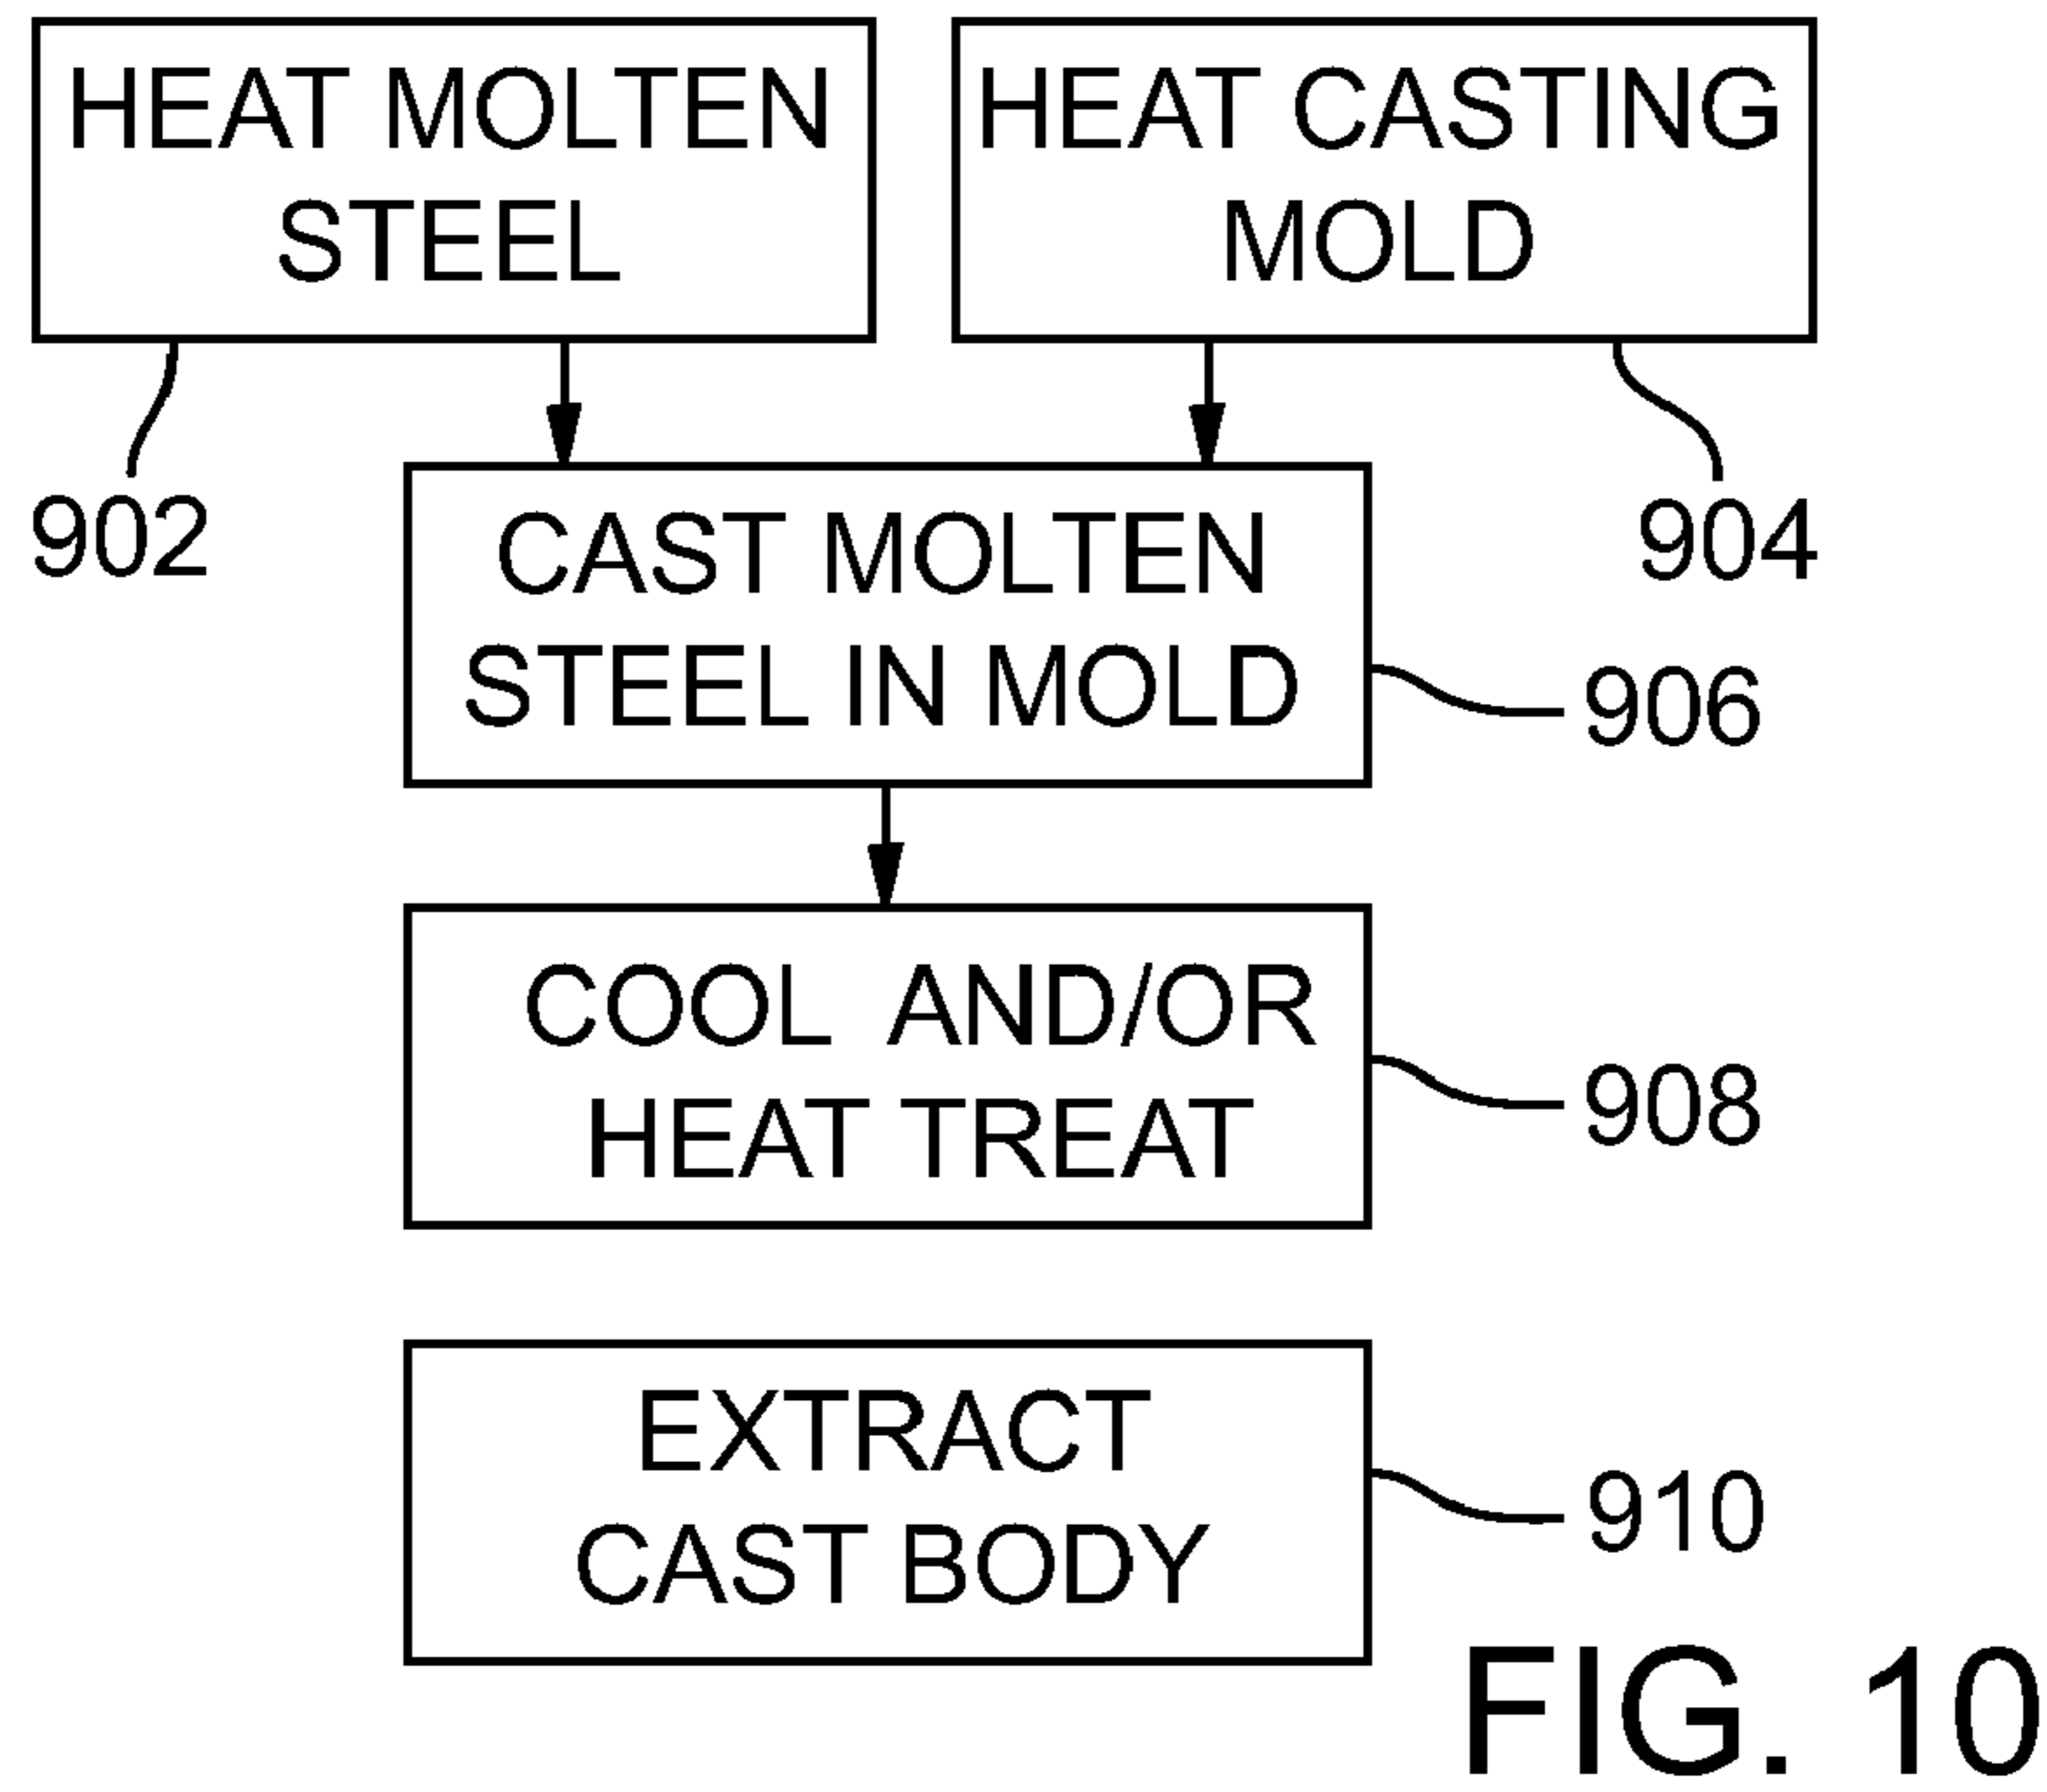 HEAT MOLTEN
STEEL
HEAT CASTING
MOLD
902
904
CAST MOLTEN
STEEL IN MOLD
906
COOL AND/OR
HEAT TREAT
908
EXTRACT
CAST BODY
910
FIG. 10